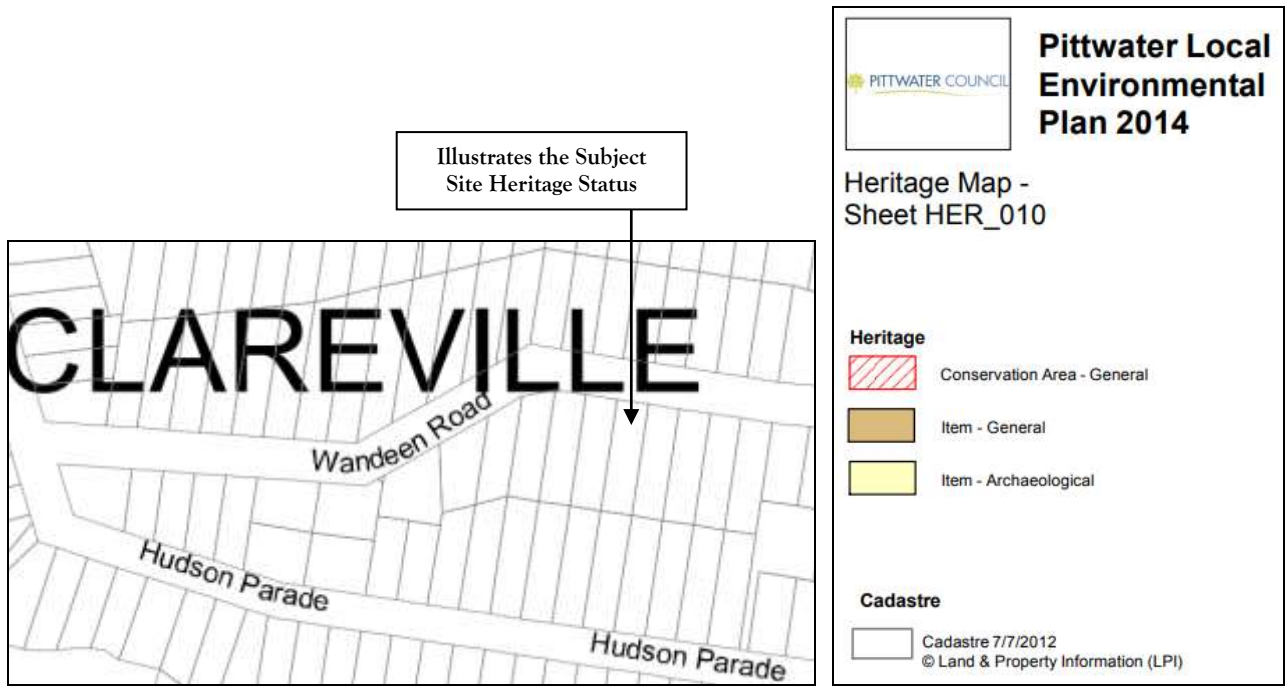 Illustrates the Subject
Site Heritage Status
CLAREVILLE
Wandeen Road
Hudson Parade
Hudson Parade
PITTWATER COUNCIL
Pittwater Local
Environmental
Plan 2014
Heritage Map -
Sheet HER_010
Heritage
Conservation Area - General
Item - General
Item - Archaeological
Cadastre
Cadastre 7/7/2012
© Land & Property Information (LPI)